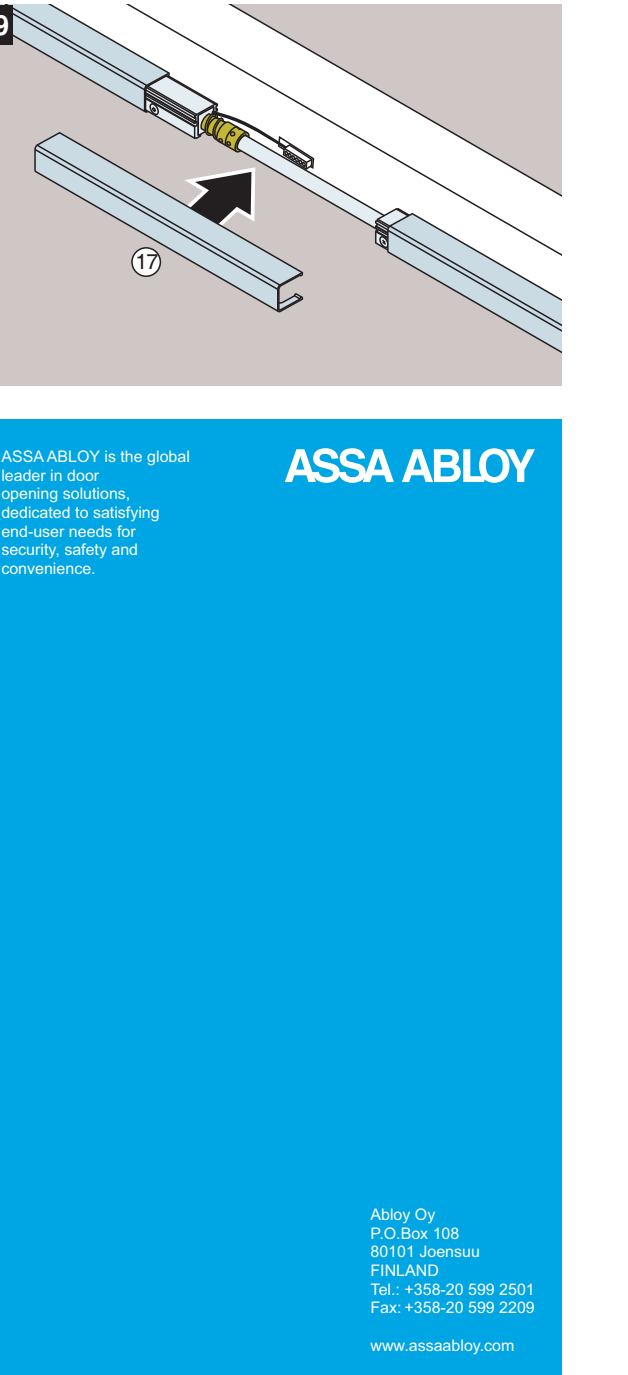 9
17
ASSA ABLOY is the global
leader in door
opening solutions,
dedicated to satisfying
end-user needs for
security, safety and
convenience.
ASSA ABLOY
Abloy Oy
P.O.Box 108
80101 Joensuu
FINLAND
Tel.: +358-20 599 2501
Fax: +358-20 599 2209
www.assaabloy.com